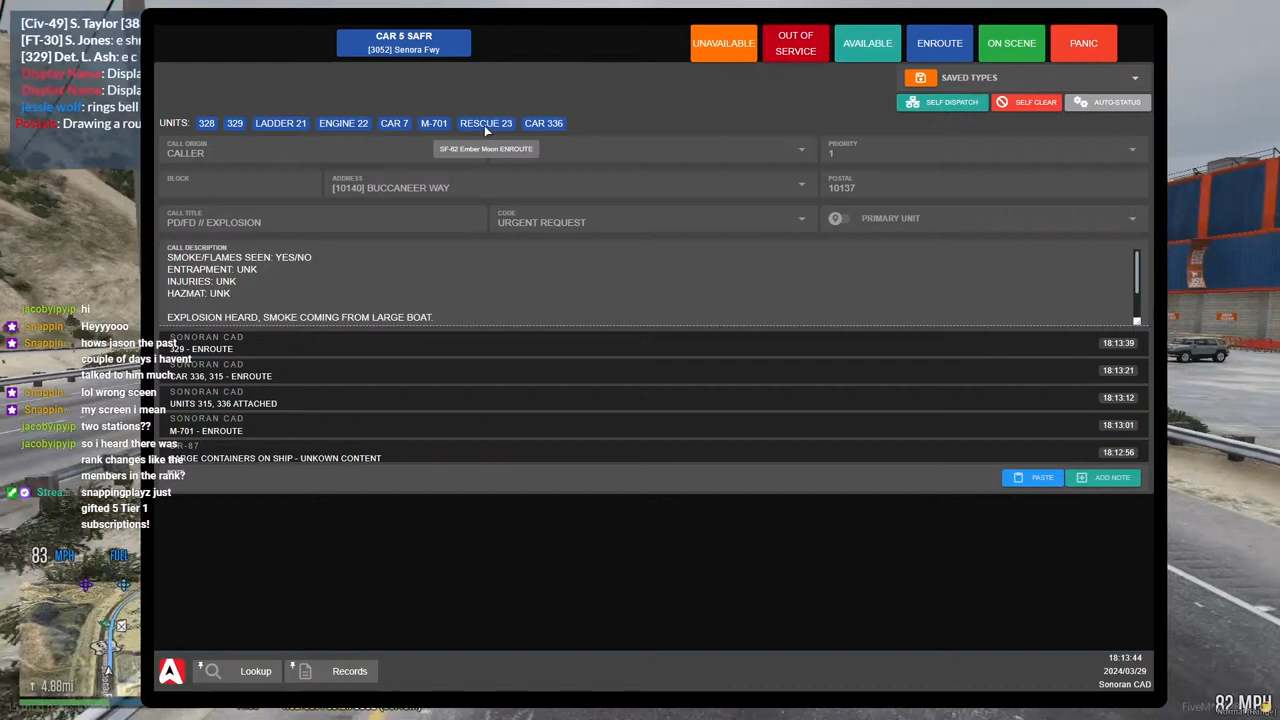 [Civ-49] S. Taylor [38
[FT-30] S. Jones: e shr
[329] Det. L. Ash: e c
Display Name: Displa
Display Name: Displa
jessie wolf: rings bell
Postals: Drawing a rou
CAR 5 SAFR
[3052] Senora Fwy
UNAVAILABLE
OUT OF
SERVICE
AVAILABLE
ENROUTE
ON SCENE
PANIC
SAVED TYPES
SELF DISPATCH
SELF CLEAR
AUTO-STATUS
UNITS: 328 329 LADDER 21 ENGINE 22 CAR 7 M-701 RESCUE 23 CAR 336
SF-62 Ember Moon ENROUTE
CALL ORIGIN
CALLER
PRIORITY
1
BLOCK
ADDRESS
[10140] BUCCANEER WAY
POSTAL
10137
CALL TITLE
PD/FD // EXPLOSION
CODE
URGENT REQUEST
PRIMARY UNIT
CALL DESCRIPTION
SMOKE/FLAMES SEEN: YES/NO
ENTRAPMENT: UNK
INJURIES: UNK
HAZMAT: UNK
EXPLOSION HEARD, SMOKE COMING FROM LARGE BOAT.
SONORAN CAD
329 - ENROUTE
18:13:39
SONORAN CAD
CAR 336, 315 - ENROUTE
18:13:21
SONORAN CAD
UNITS 315, 336 ATTACHED
18:13:12
SONORAN CAD
M-701 - ENROUTE
18:13:01
R-87
LARGE CONTAINERS ON SHIP - UNKOWN CONTENT
18:12:56
NOTE
PASTE
ADD NOTE
jacobyipyip: hi
Snappin... Heyyyooo
Snappin... hows jason the past
couple of days i havent
talked to him much
Snappin... lol wrong sceen
Snappin... my screen i mean
jacobyipyip: two stations??
jacobyipyip: so i heard there was
rank changes like the
members in the rank?
Strea... snappingplayz just
gifted 5 Tier 1
subscriptions!
83 MPH FUEL
4.88mi
Lookup
Records
18:13:44
2024/03/29
Sonoran CAD
82 MPH
FiveM